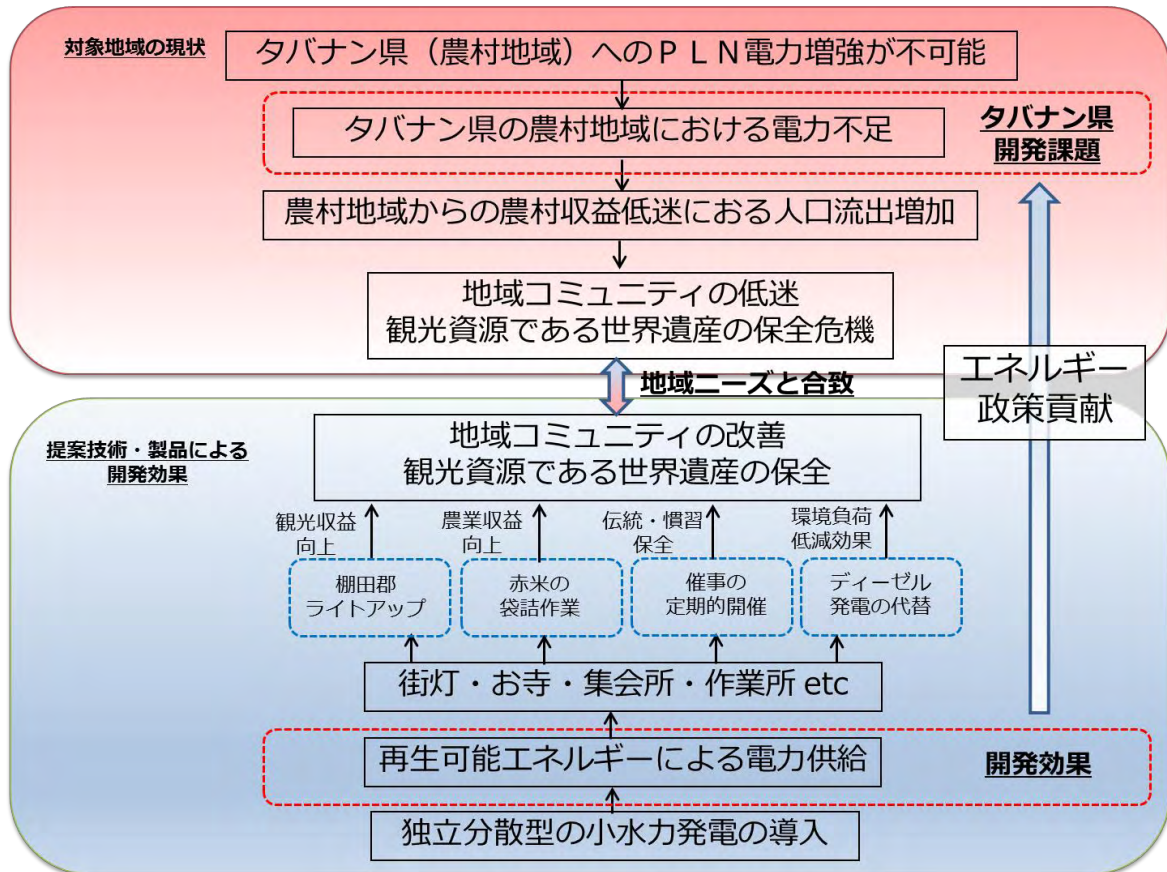 対象地域の現状
タバナン県（農村地域）へのＰＬＮ電力増強が不可能
タバナン県の農村地域における電力不足
タバナン県
開発課題
農村地域からの農村収益低迷におる人口流出増加
地域コミュニティの低迷
観光資源である世界遺産の保全危機
地域ニーズと合致
エネルギー
政策貢献
提案技術・製品による
開発効果
地域コミュニティの改善
観光資源である世界遺産の保全
観光収益
向上
農業収益
向上
伝統・慣習
保全
環境負荷
低減効果
棚田郡
ライトアップ
赤米の
袋詰作業
催事の
定期的開催
ディーゼル
発電の代替
街灯・お寺・集会所・作業所 etc
再生可能エネルギーによる電力供給
開発効果
独立分散型の小水力発電の導入